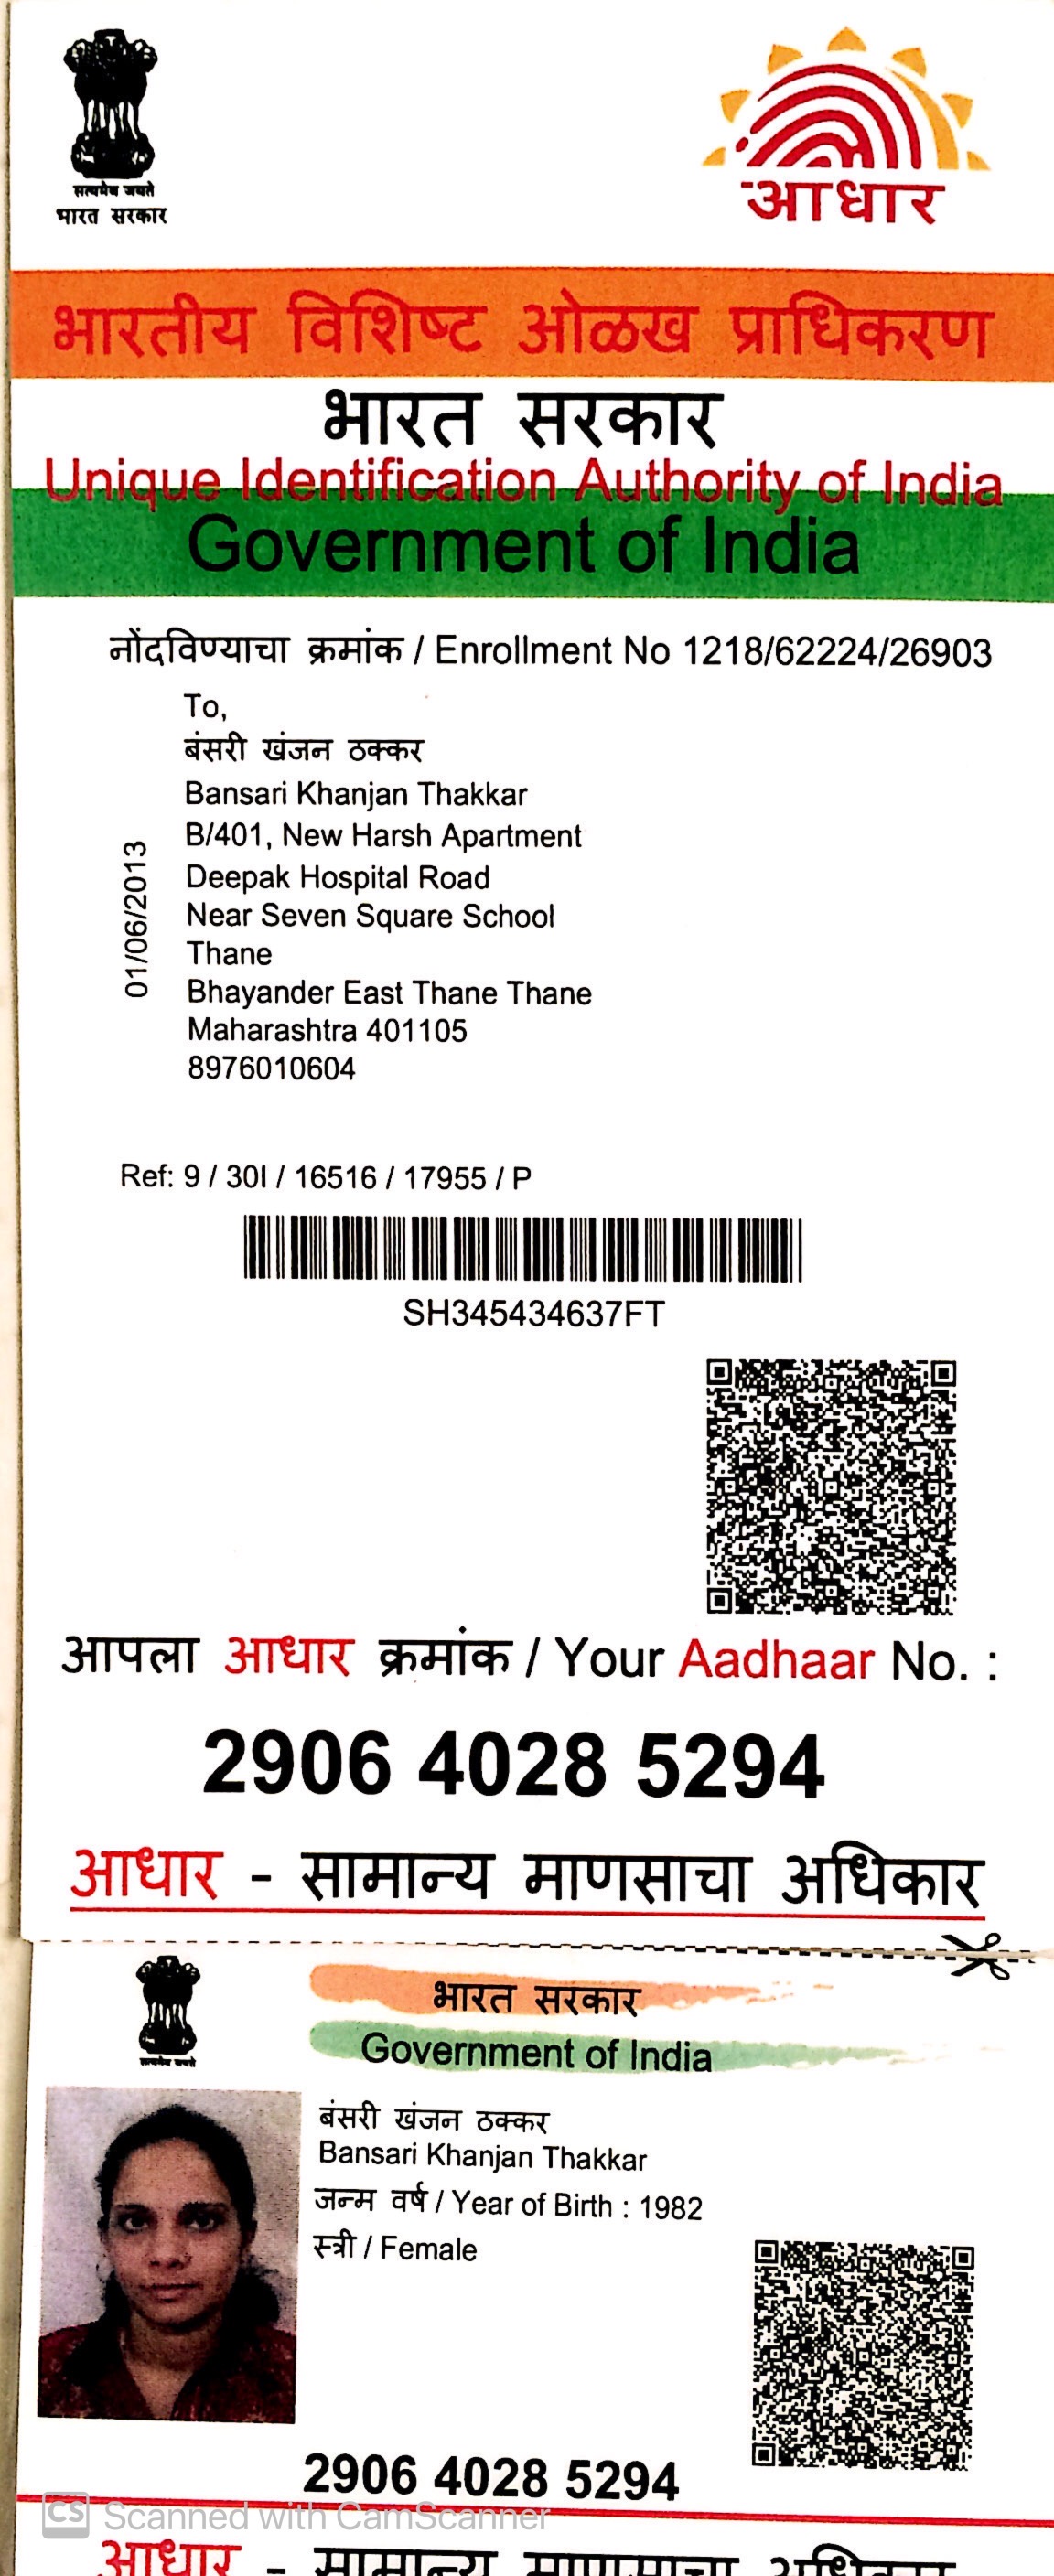 सत्यमेव जयते
भारत सरकार
आधार
भारतीय विशिष्ट ओळख प्राधिकरण
भारत सरकार
Unique Identification Authority of India
Government of India
नोंदविण्याचा क्रमांक / Enrollment No 1218/62224/26903
To,
बंसरी खंजन ठक्कर
Bansari Khanjan Thakkar
B/401, New Harsh Apartment
Deepak Hospital Road
Near Seven Square School
Thane
Bhayander East Thane Thane
Maharashtra 401105
8976010604
01/06/2013
Ref: 9 / 30I / 16516 / 17955 / P
SH345434637FT
आपला आधार क्रमांक / Your Aadhaar No. :
2906 4028 5294
आधार - सामान्य माणसाचा अधिकार
सत्यमेव जयते
भारत सरकार
Government of India
बंसरी खंजन ठक्कर
Bansari Khanjan Thakkar
जन्म वर्ष / Year of Birth : 1982
स्त्री / Female
2906 4028 5294
CS Scanned with CamScanner
आधार - सामान्य माणसाचा अधिकार